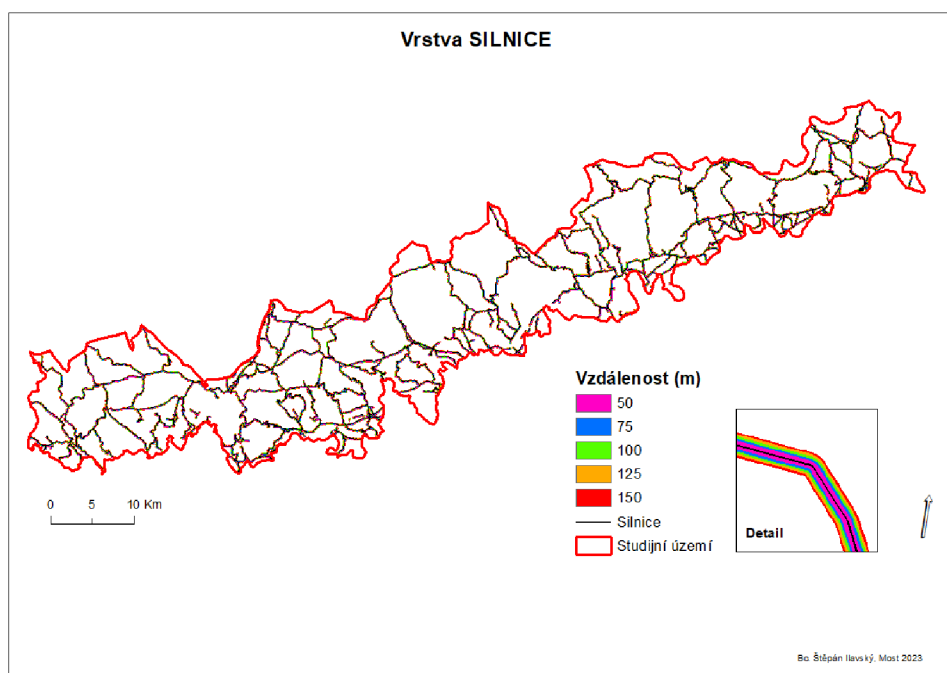 Vrstva SILNICE
Vzdálenost (m)
50
75
100
125
150
Silnice
Studijní území
0 5 10 Km
Detail
Bc. Štěpán Ilavský, Most 2023